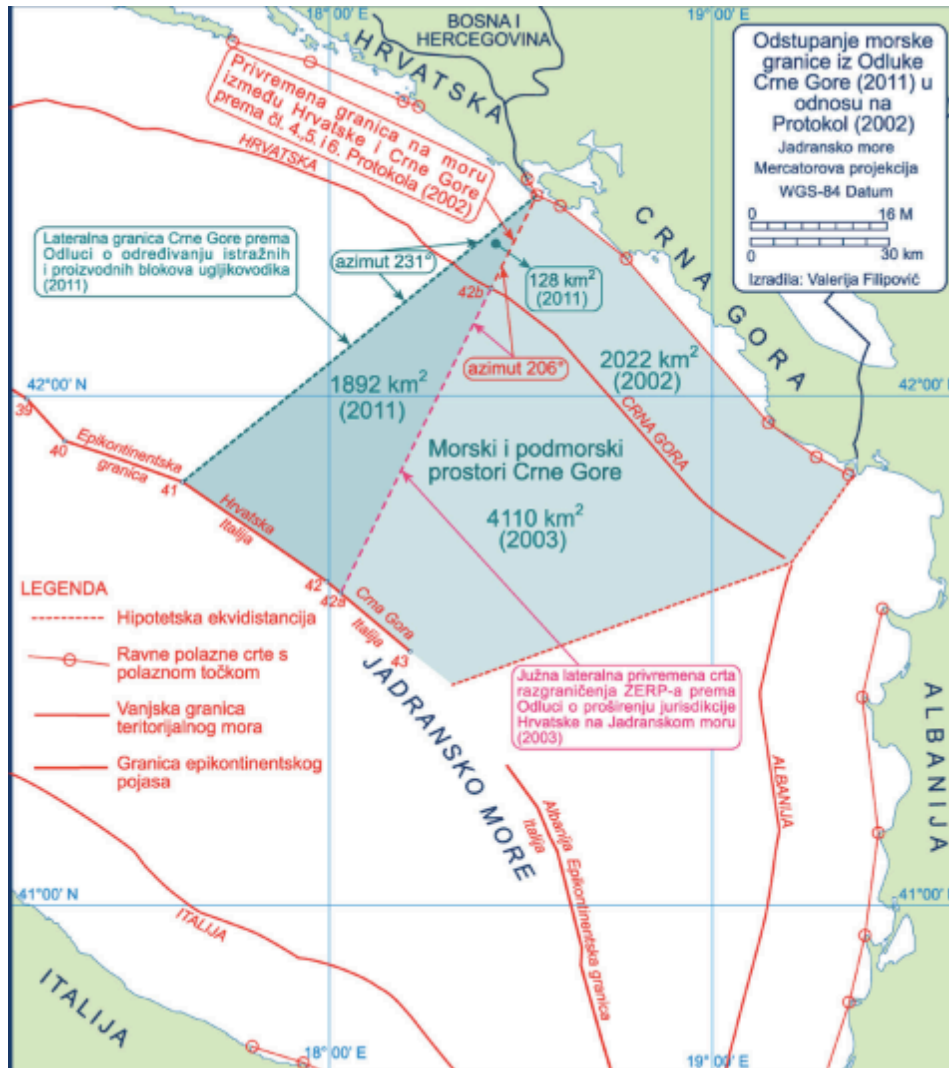 18°00' E
19°00' E
BOSNA I
HERCEGOVINA
HRVATSKA
Odstupanje morske
granice iz Odluke
Crne Gore (2011) u
odnosu na
Protokol (2002)
Jadransko more
Mercatorova projekcija
WGS-84 Datum
0
16 M
0
30 km
Izradila: Valerija Filipović
Privremena granica na moru
između Hrvatske i Crne Gore
prema čl. 4.,5. i 6. Protokola (2002)
HRVATSKA
CRNA GORA
Lateralna granica Crne Gore prema
Odluci o određivanju istražnih
i proizvodnih blokova ugljikovodika
(2011)
azimut 231°
128 km²
(2011)
42b
A
azimut 206°
2022 km²
(2002)
1892 km²
(2011)
42°00' N
42°00' N
CRNA GORA
39
40
Epikontinentska
granica
41
Morski i podmorski
prostori Crne Gore
4110 km²
(2003)
Hrvatska
Italija
42
42a
Crna Gora
Italija
43
LEGENDA
Hipotetska ekvidistancija
Ravne polazne crte s
polaznom točkom
Vanjska granica
teritorijalnog mora
Granica epikontinentskog
pojasa
JADRANSKO MORE
Južna lateralna privremena crta
razgraničenja ZERP-a prema
Odluci o proširenju jurisdikcije
Hrvatske na Jadranskom moru
(2003)
ALBANIJA
ALBANIJA
Albanija Epikontinentska granica
Italija
41°00' N
41°00' N
ITALIJA
ITALIJA
18°00' E
19°00' E